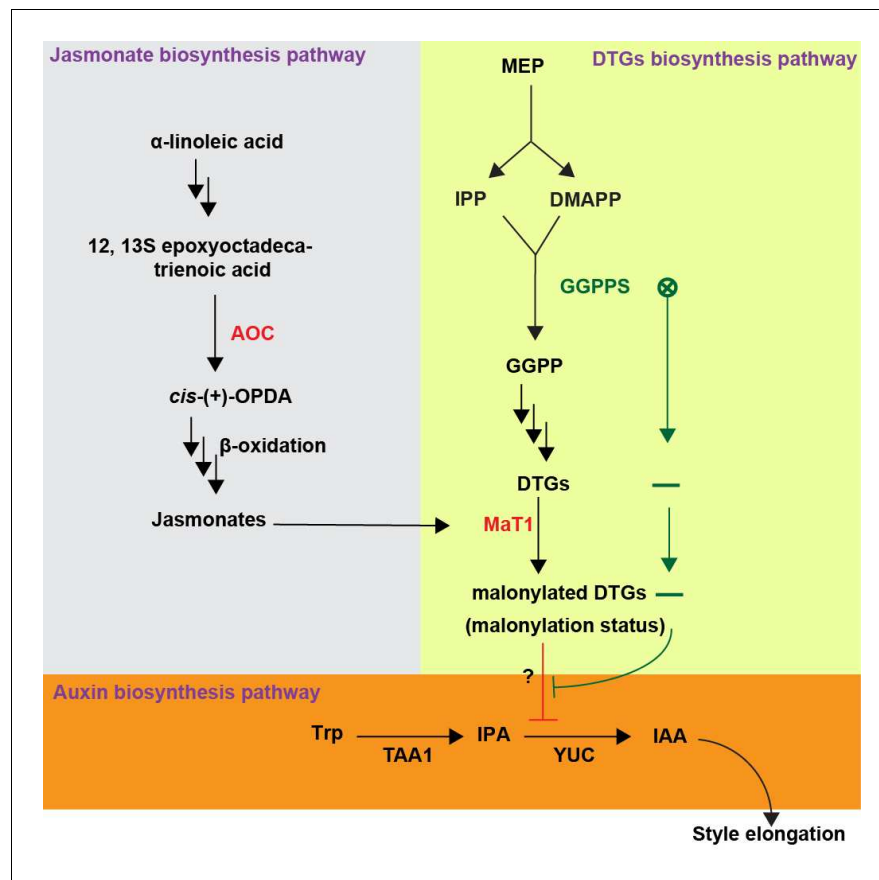 Jasmonate biosynthesis pathway
DTGs biosynthesis pathway
MEP
α-linoleic acid
IPP
DMAPP
12, 13S epoxyoctadeca-
trienoic acid
GGPPS
AOC
GGPP
cis-(+)-OPDA
β-oxidation
DTGs
Jasmonates
MaT1
malonylated DTGs
(malonylation status)
?
Auxin biosynthesis pathway
Trp
IPA
IAA
TAA1
YUC
Style elongation